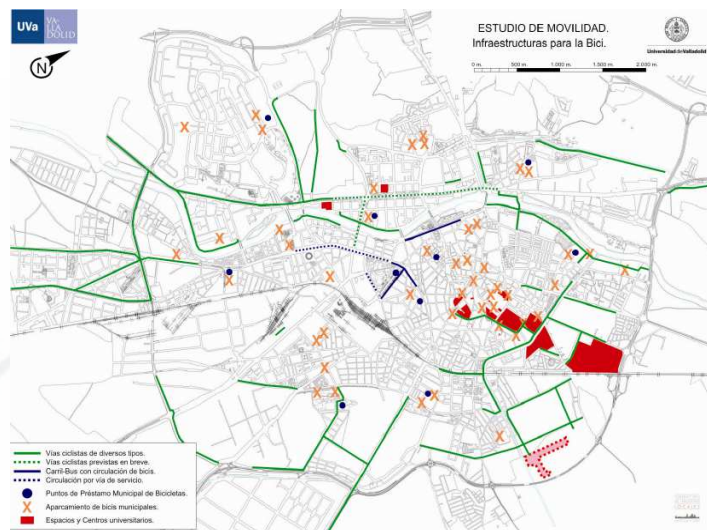 UVa
VA
LLA
DOLID
ESTUDIO DE MOVILIDAD.
Infraestructuras para la Bici.
Universidad de Valladolid
0 m. 500 m. 1.000 m. 1.500 m. 2.000 m.
N
Vías ciclistas de diversos tipos.
Vías ciclistas previstas en breve.
Carril-Bus con circulación de bicis.
Circulación por vía de servicio.
Puntos de Préstamo Municipal de Bicicletas.
Aparcamiento de bicis municipales.
Espacios y Centros universitarios.